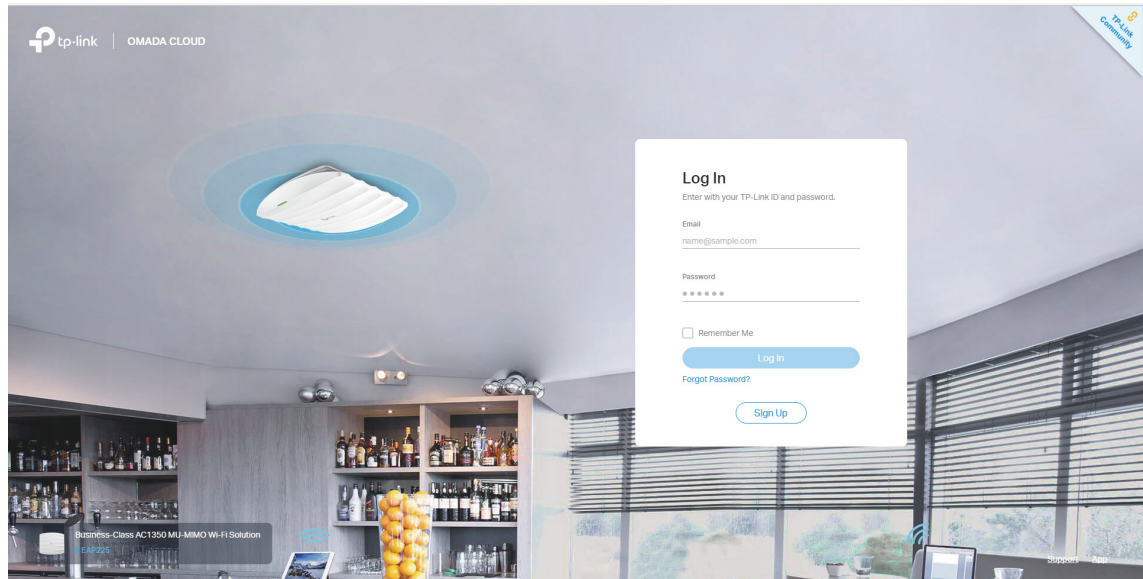 tp-link
OMADA CLOUD
TP-Link
Community
Log In
Enter with your TP-Link ID and password.
Email
name@sample.com
Password
Remember Me
Log In
Forgot Password?
Sign Up
Business-Class AC1350 MU-MIMO Wi-Fi Solution
EAP225
Support
App